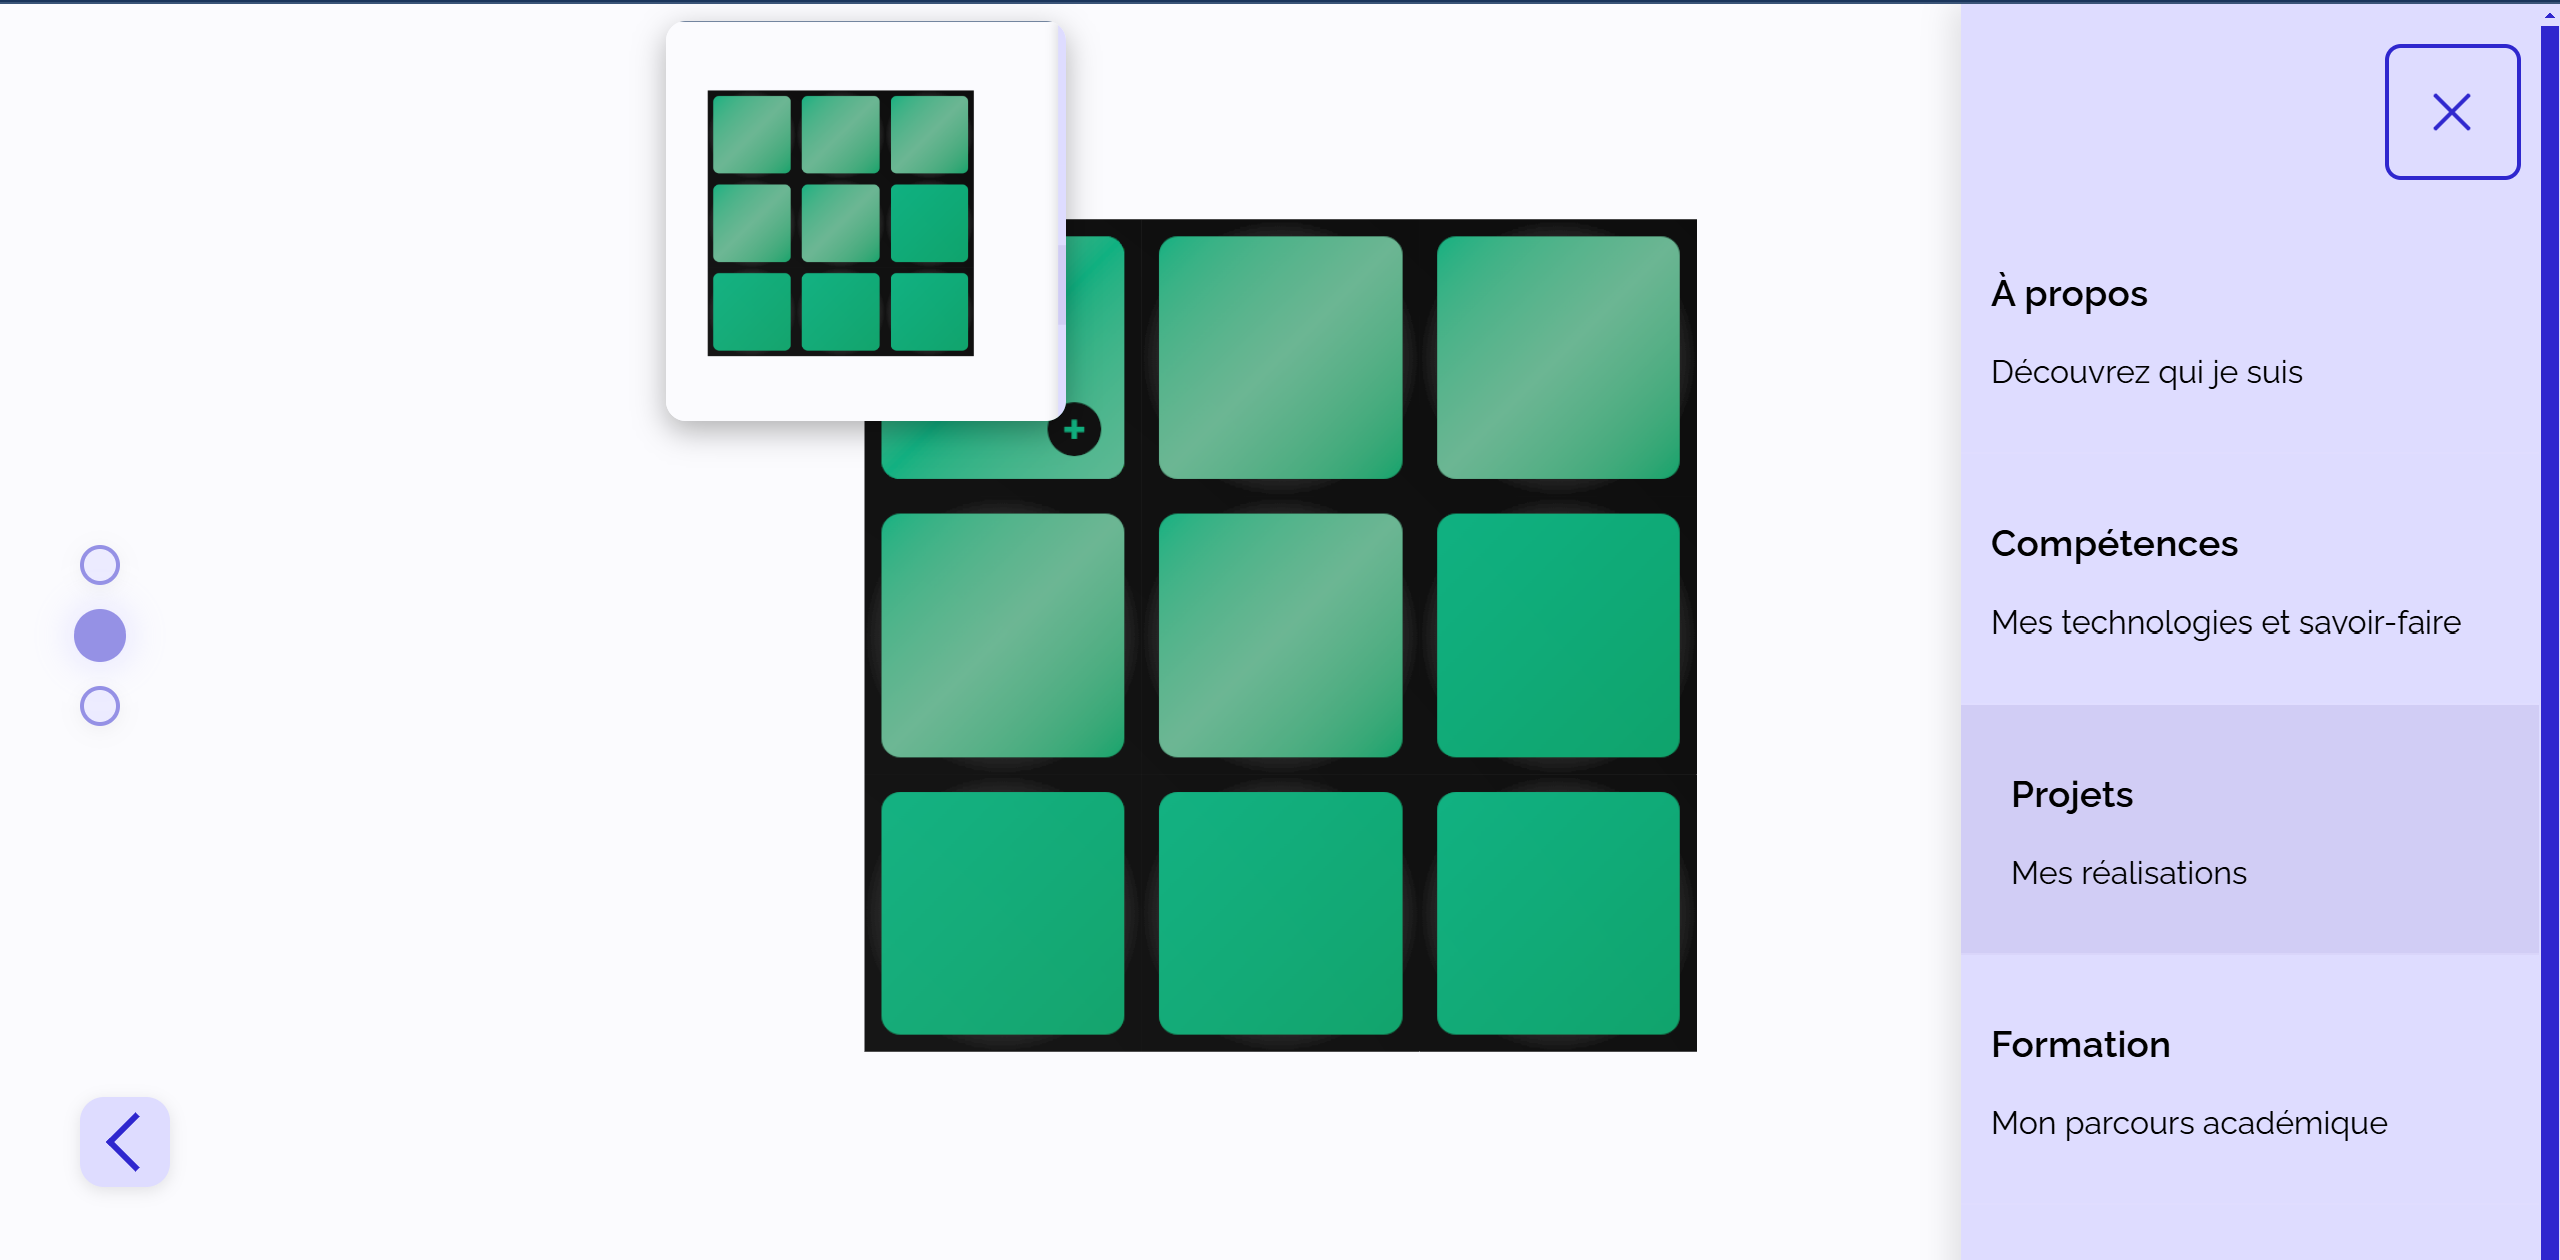 À propos
Découvrez qui je suis
Compétences
Mes technologies et savoir-faire
Projets
Mes réalisations
Formation
Mon parcours académique